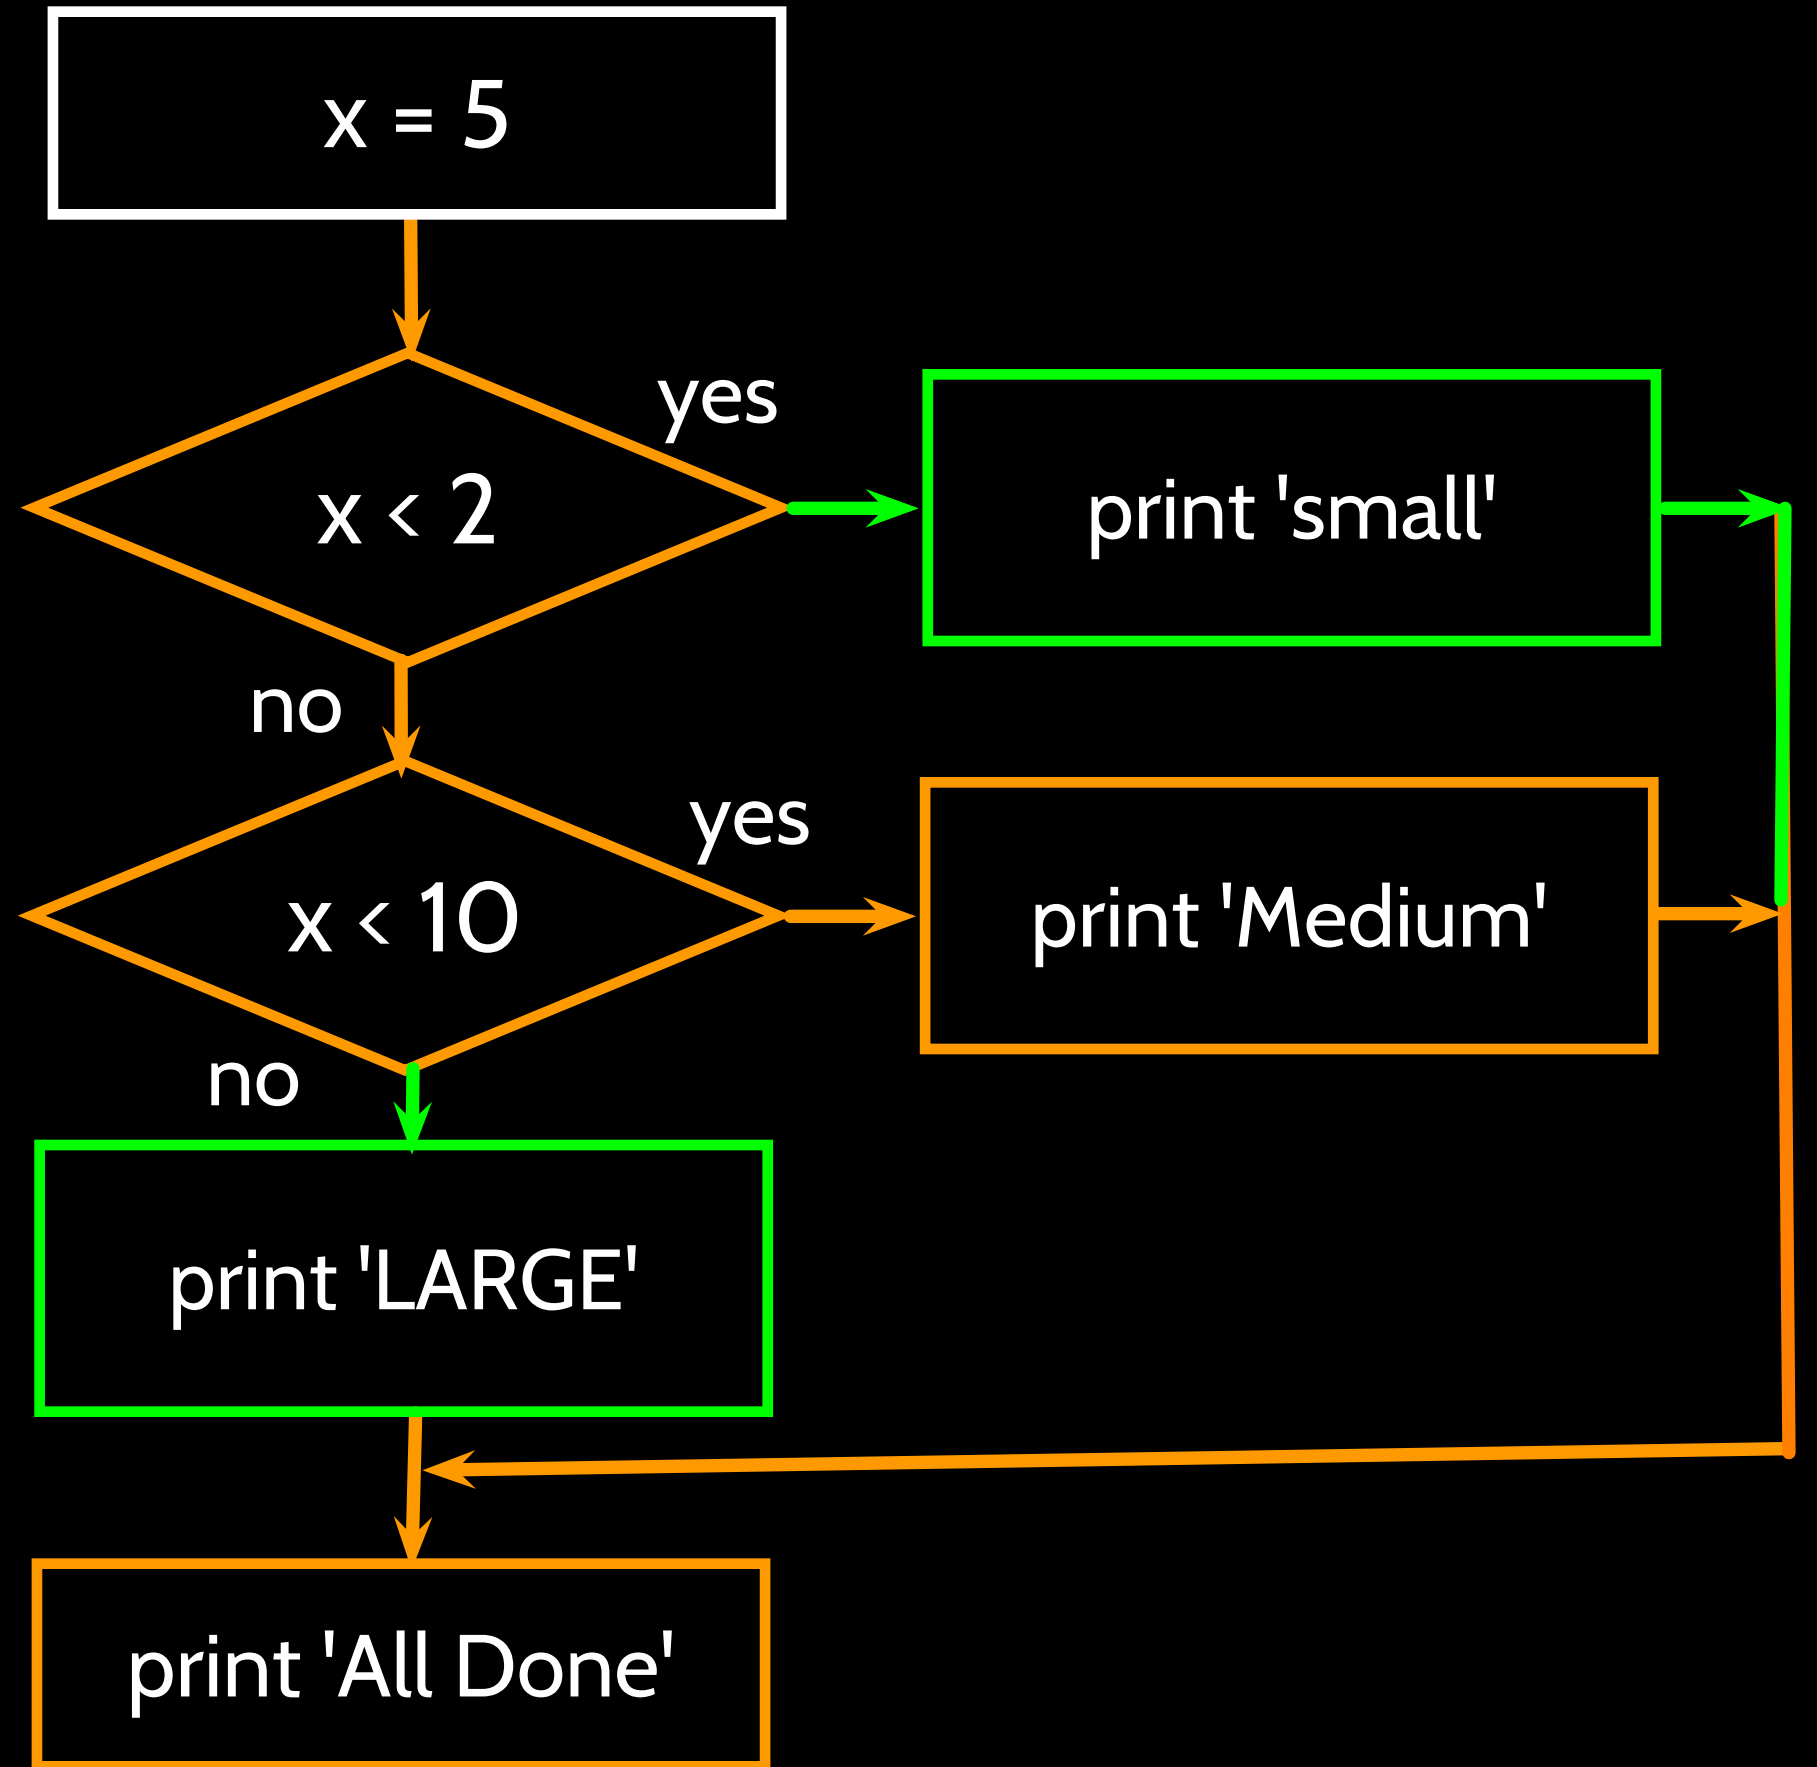 x = 5
yes
x < 2
print 'small'
no
yes
x < 10
print 'Medium'
no
print 'LARGE'
print 'All Done'